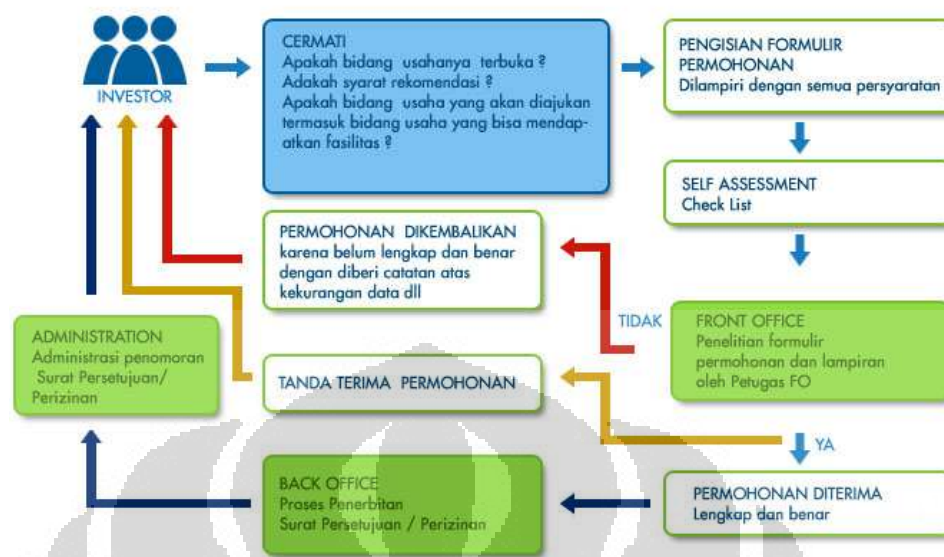 INVESTOR
CERMATI
Apakah bidang usahanya terbuka ?
Adakah syarat rekomendasi ?
Apakah bidang usaha yang akan diajukan
termasuk bidang usaha yang bisa mendap-
atkan fasilitas ?
PENGISIAN FORMULIR
PERMOHONAN
Dilampiri dengan semua persyaratan
SELF ASSESSMENT
Check List
FRONT OFFICE
Penelitian formulir
permohonan dan lampiran
oleh Petugas FO
TIDAK
PERMOHONAN DIKEMBALIKAN
karena belum lengkap dan benar
dengan diberi catatan atas
kekurangan data dll
YA
TANDA TERIMA PERMOHONAN
PERMOHONAN DITERIMA
Lengkap dan benar
BACK OFFICE
Proses Penerbitan
Surat Persetujuan / Perizinan
ADMINISTRATION
Administrasi penomoran
Surat Persetujuan/
Perizinan